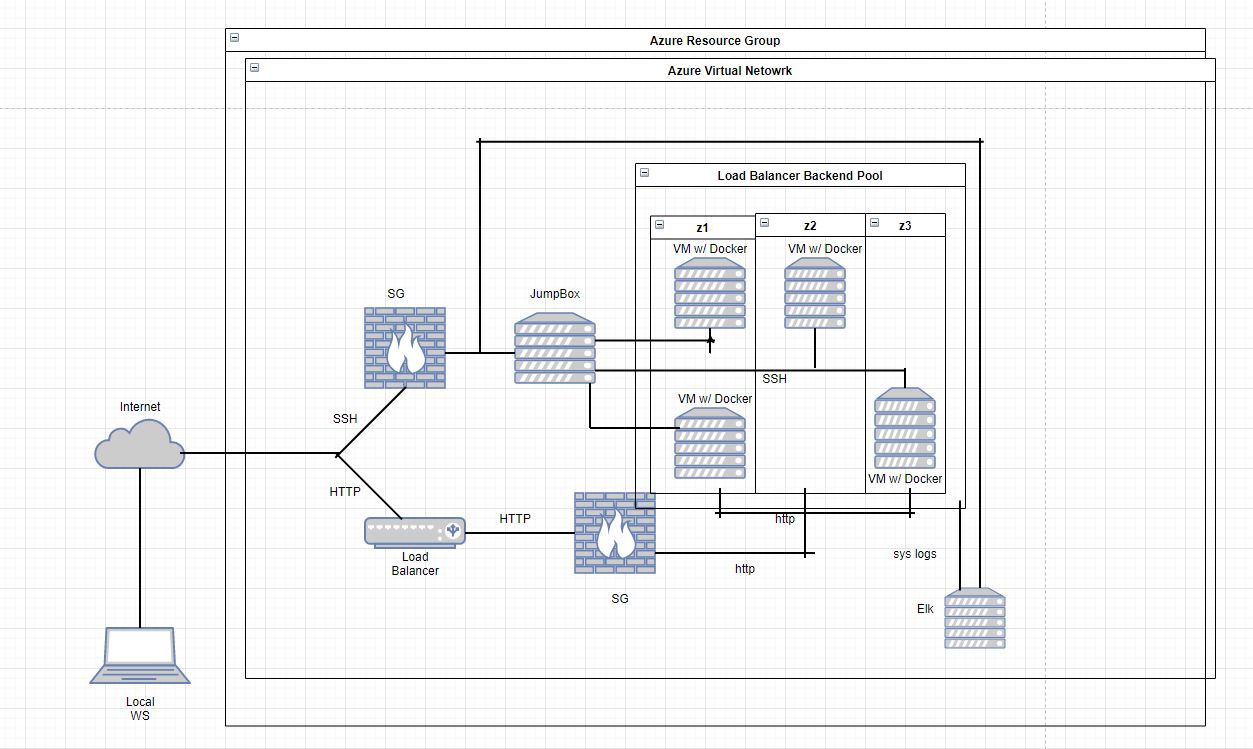 Azure Resource Group
Azure Virtual Netowrk
Load Balancer Backend Pool
z1
z2
z3
VM w/ Docker
VM w/ Docker
SG
JumpBox
SSH
VM w/ Docker
Internet
SSH
VM w/ Docker
HTTP
HTTP
http
Load
Balancer
sys logs
http
SG
Elk
Local
WS